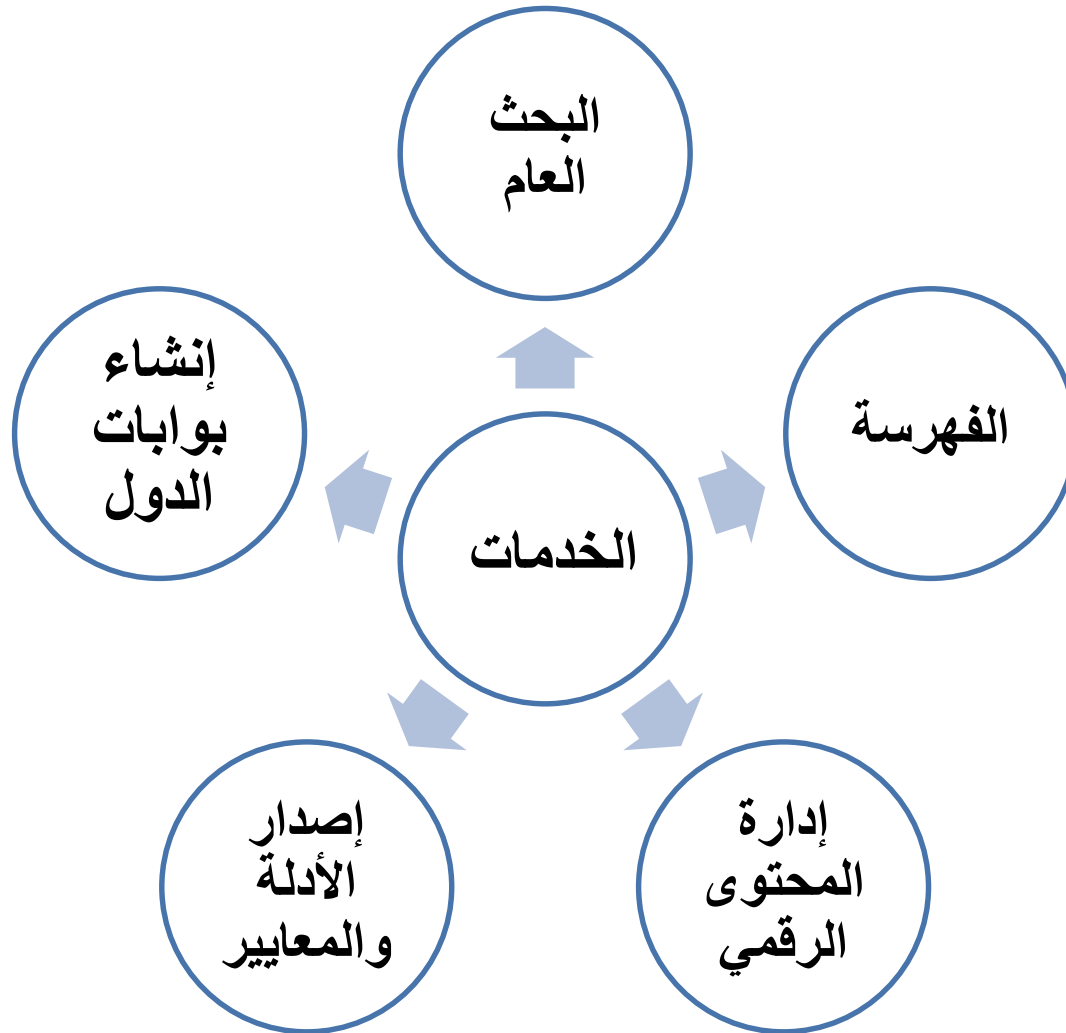 البحث
العام
الفهرسة
إدارة
المحتوى
الرقمي
إصدار
الأدلة
والمعايير
إنشاء
بوابات
الدول
الخدمات